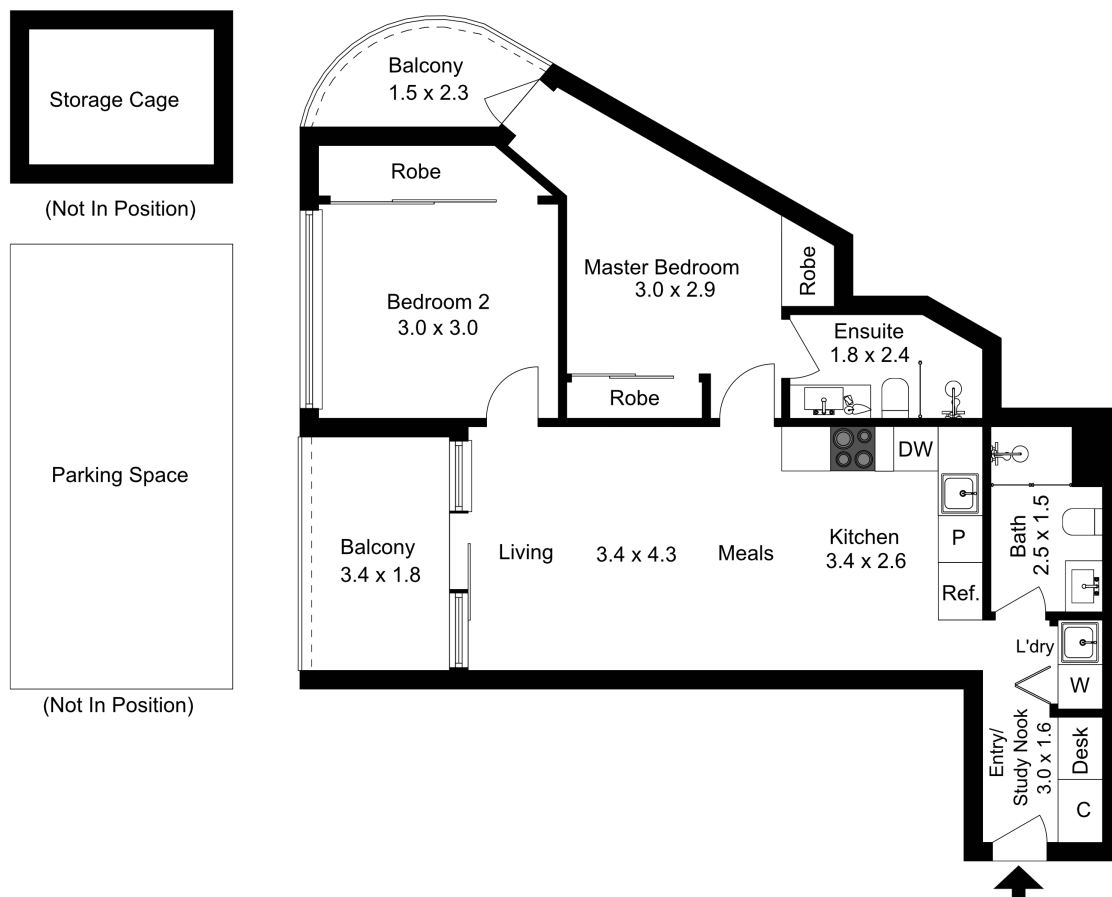 Storage Cage
(Not In Position)
Parking Space
(Not In Position)
Balcony
1.5 x 2.3
Robe
Bedroom 2
3.0 x 3.0
Master Bedroom
3.0 x 2.9
Robe
Robe
Ensuite
1.8 x 2.4
Balcony
3.4 x 1.8
Living
3.4 x 4.3
Meals
Kitchen
3.4 x 2.6
DW
P
Ref.
Bath
2.5 x 1.5
L'dry
W
Entry/
Study Nook
3.0 x 1.6
Desk
C